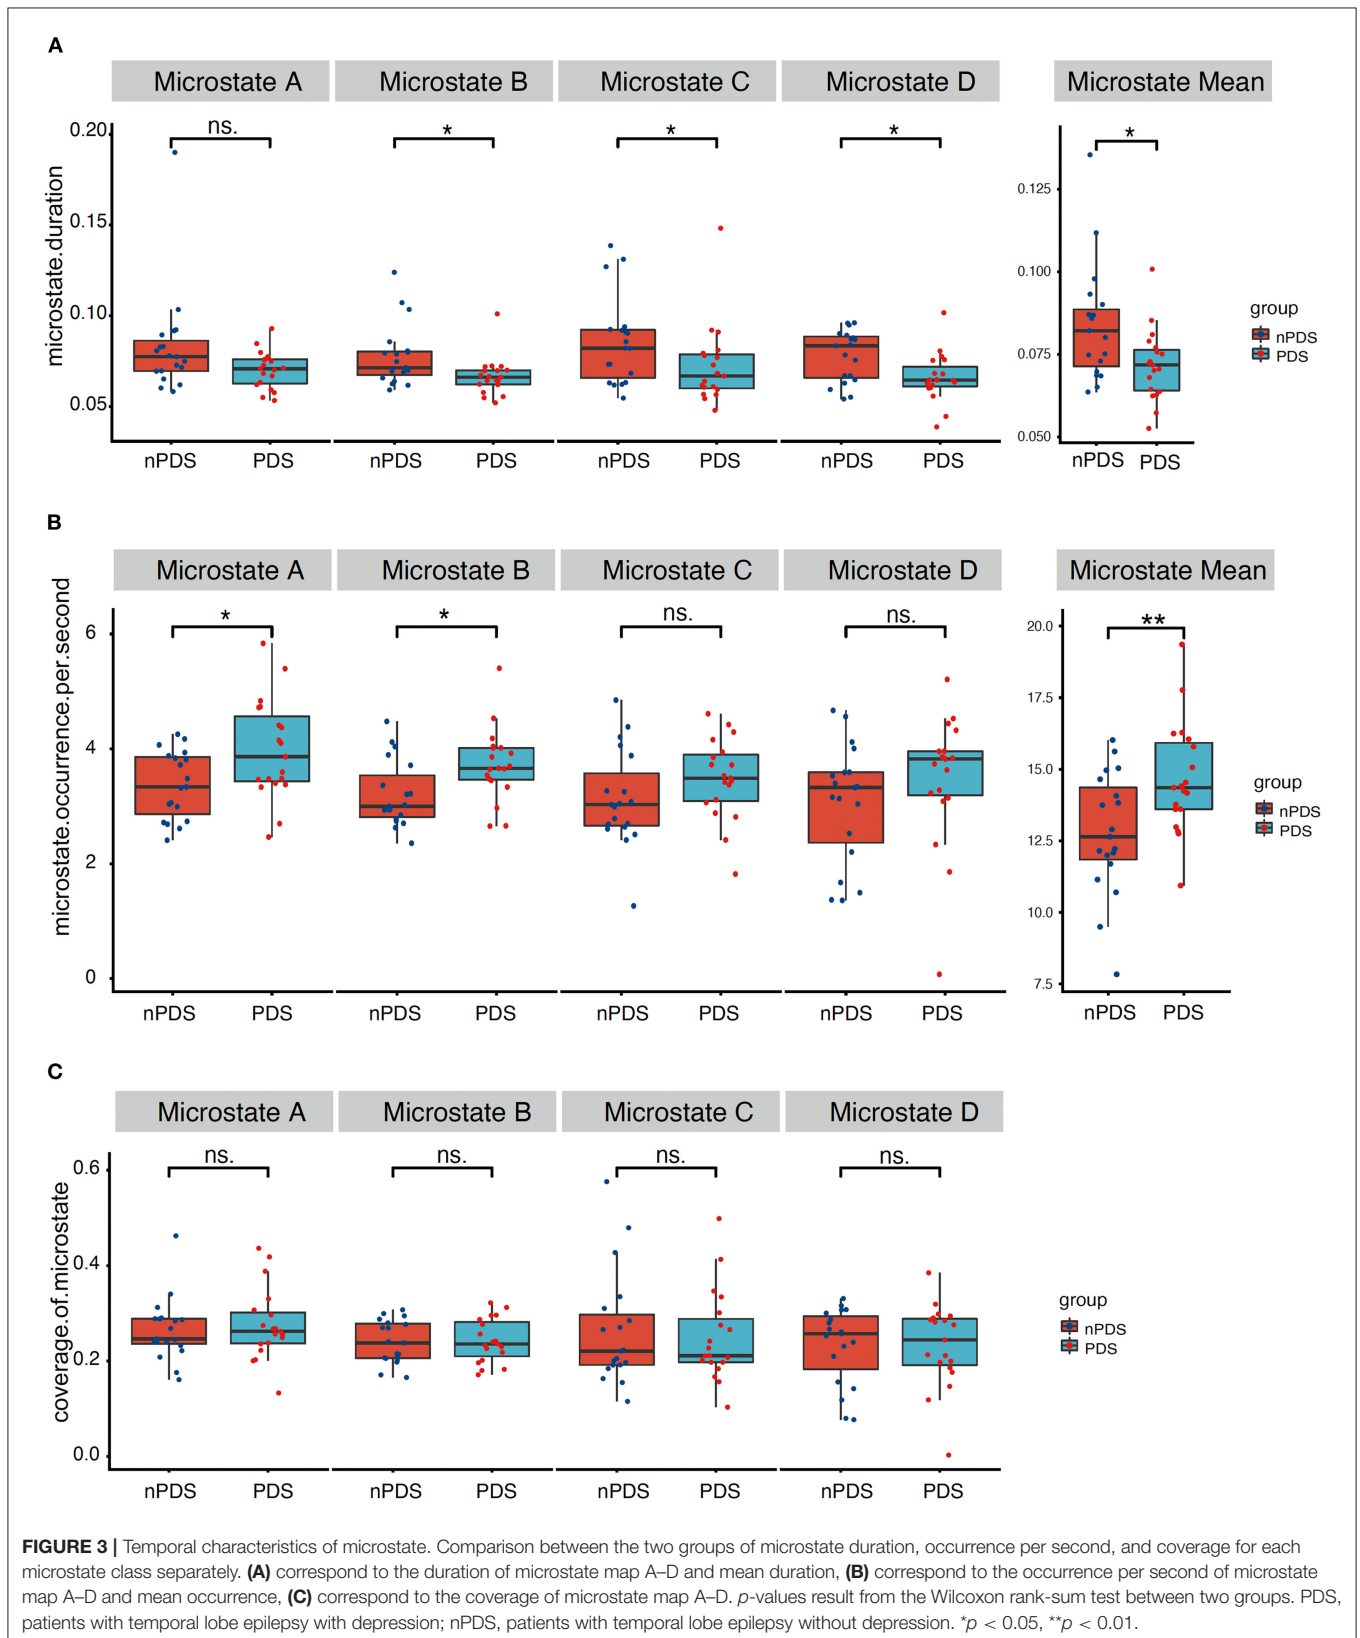 A
Microstate A Microstate B Microstate C Microstate D Microstate Mean
ns. * * * *
microstate.duration
0.20
0.15
0.10
0.05
0.125
0.100
0.075
0.050
nPDS PDS nPDS PDS nPDS PDS nPDS PDS nPDS PDS
group
nPDS
PDS
B
Microstate A Microstate B Microstate C Microstate D Microstate Mean
* * ns. ns. **
microstate.occurrence.per.second
6
4
2
0
20.0
17.5
15.0
12.5
10.0
7.5
nPDS PDS nPDS PDS nPDS PDS nPDS PDS nPDS PDS
group
nPDS
PDS
C
Microstate A Microstate B Microstate C Microstate D
ns. ns. ns. ns.
coverage.of.microstate
0.6
0.4
0.2
0.0
nPDS PDS nPDS PDS nPDS PDS nPDS PDS
group
nPDS
PDS
FIGURE 3 | Temporal characteristics of microstate. Comparison between the two groups of microstate duration, occurrence per second, and coverage for each
microstate class separately. (A) correspond to the duration of microstate map A–D and mean duration, (B) correspond to the occurrence per second of microstate
map A–D and mean occurrence, (C) correspond to the coverage of microstate map A–D. p-values result from the Wilcoxon rank-sum test between two groups. PDS,
patients with temporal lobe epilepsy with depression; nPDS, patients with temporal lobe epilepsy without depression. *p < 0.05, **p < 0.01.